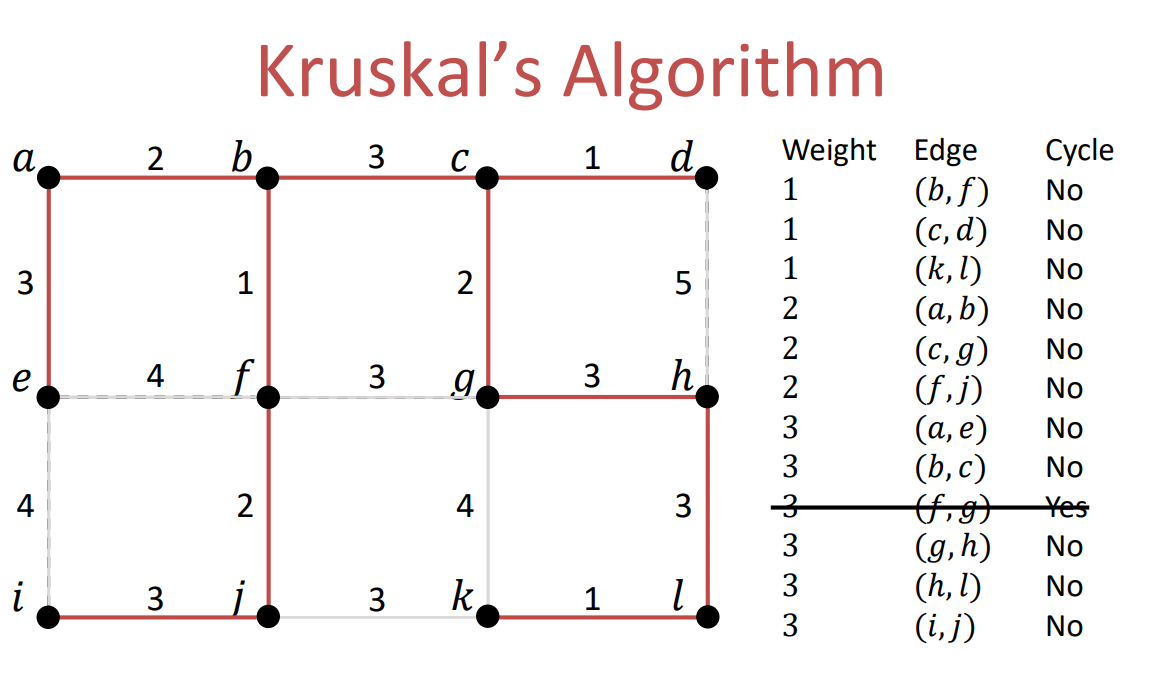 Kruskal’s Algorithm
a 2 b 3 c 1 d
3 1 2 5
e 4 f 3 g 3 h
4 2 4 3
i 3 j 3 k 1 l
Weight Edge Cycle
1 (b, f) No
1 (c, d) No
1 (k, l) No
2 (a, b) No
2 (c, g) No
2 (f, j) No
3 (a, e) No
3 (b, c) No
3 (f, g) Yes
3 (g, h) No
3 (h, l) No
3 (i, j) No